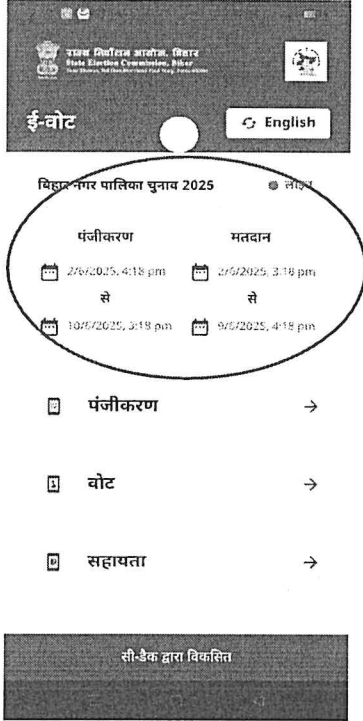 राज्य निर्वाचन आयोग, बिहार
State Election Commission, Bihar
ई-वोट
English
बिहार नगर पालिका चुनाव 2025
लाइव
पंजीकरण
मतदान
2/6/2025, 4:18 pm
2/6/2025, 3:18 pm
से
से
10/6/2025, 3:18 pm
9/6/2025, 4:18 pm
पंजीकरण
वोट
सहायता
सी-डैक द्वारा विकसित